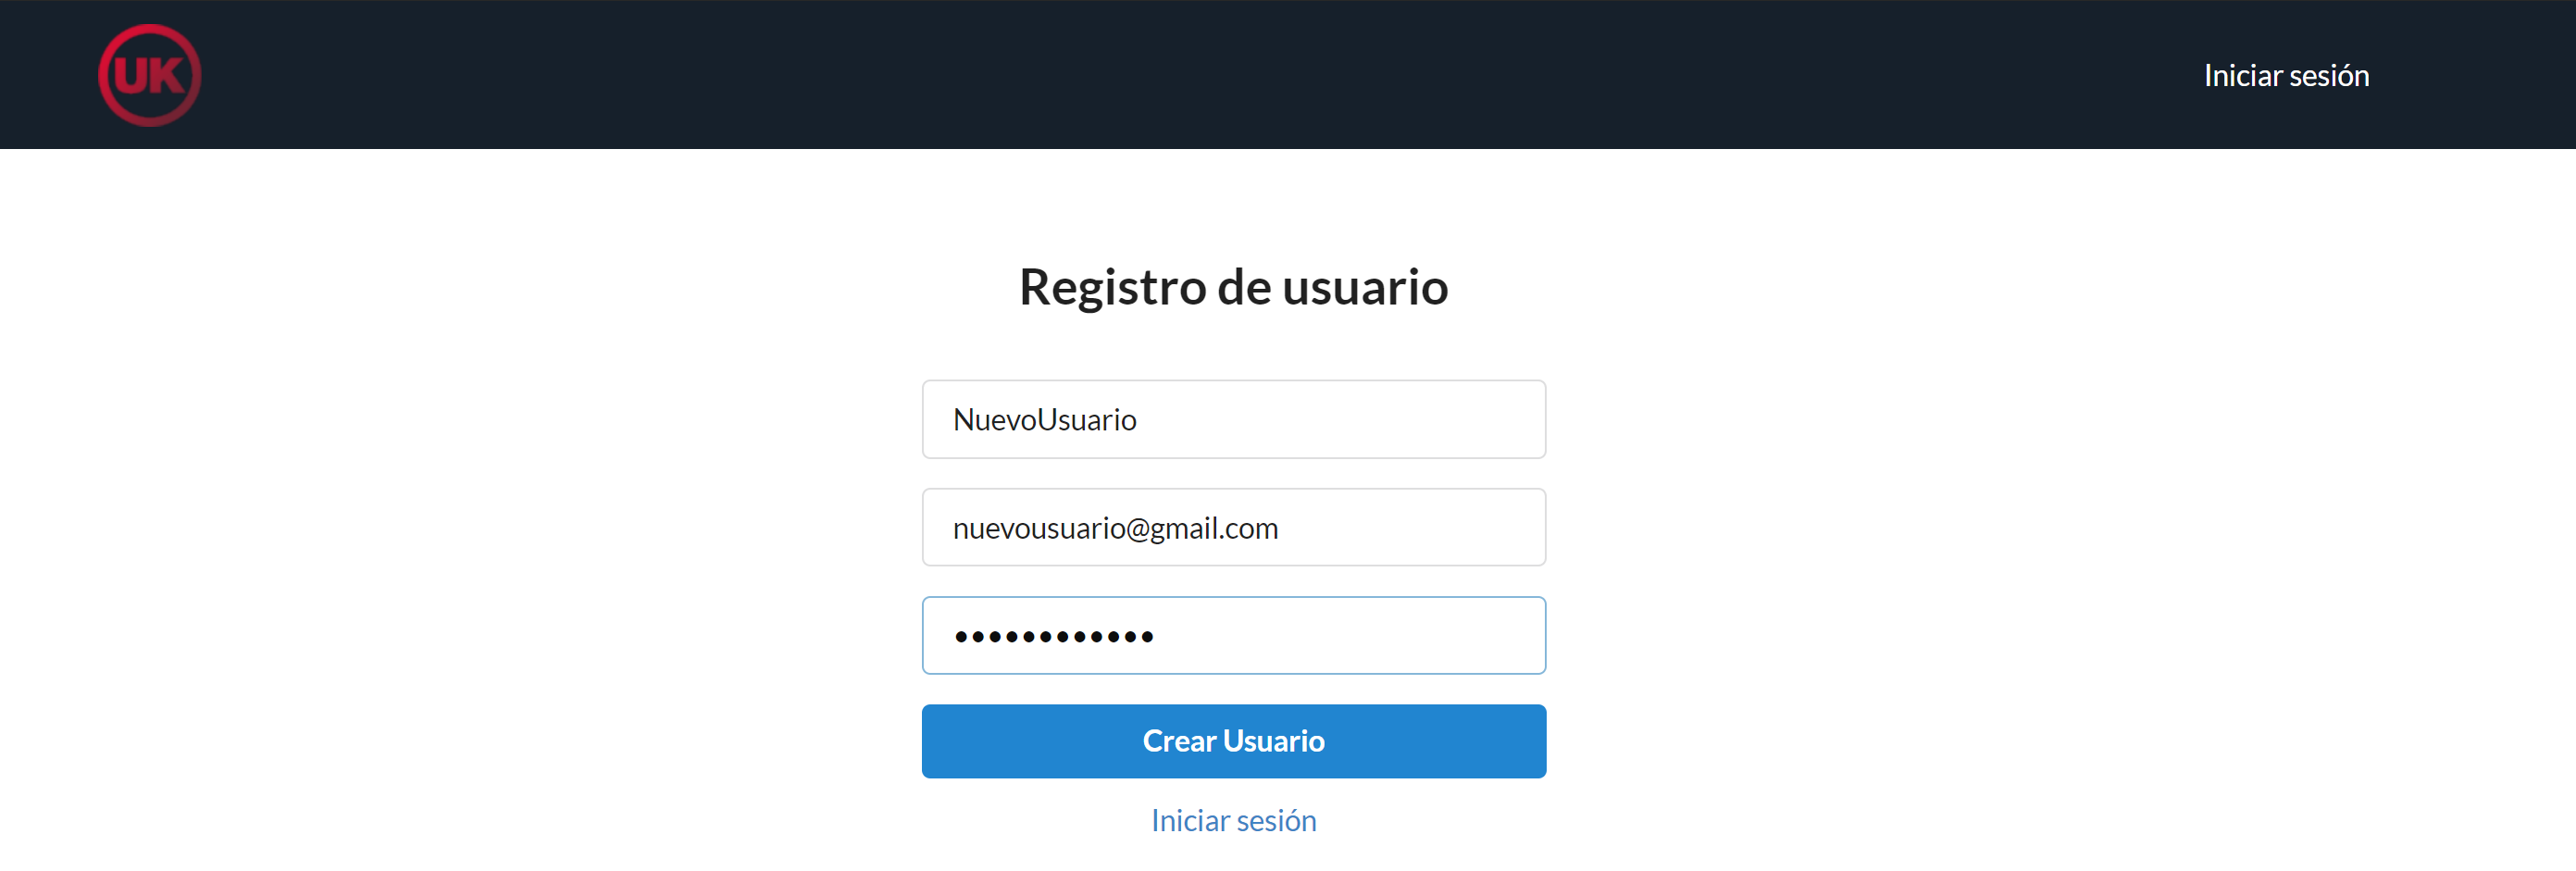 UK
Iniciar sesión
Registro de usuario
NuevoUsuario
nuevousuario@gmail.com
••••••••••••
Crear Usuario
Iniciar sesión